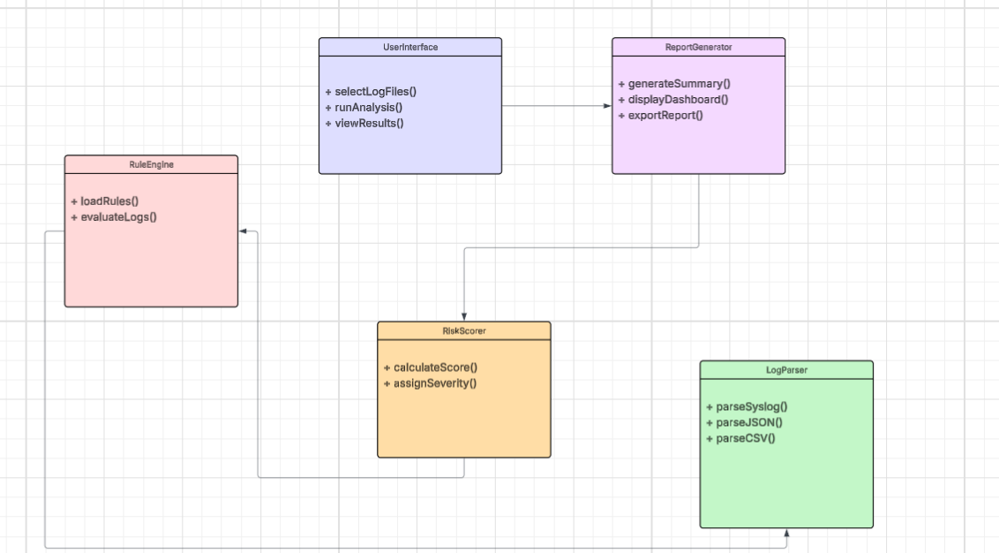 UserInterface
+ selectLogFiles()
+ runAnalysis()
+ viewResults()
ReportGenerator
+ generateSummary()
+ displayDashboard()
+ exportReport()
RuleEngine
+ loadRules()
+ evaluateLogs()
RiskScorer
+ calculateScore()
+ assignSeverity()
LogParser
+ parseSyslog()
+ parseJSON()
+ parseCSV()